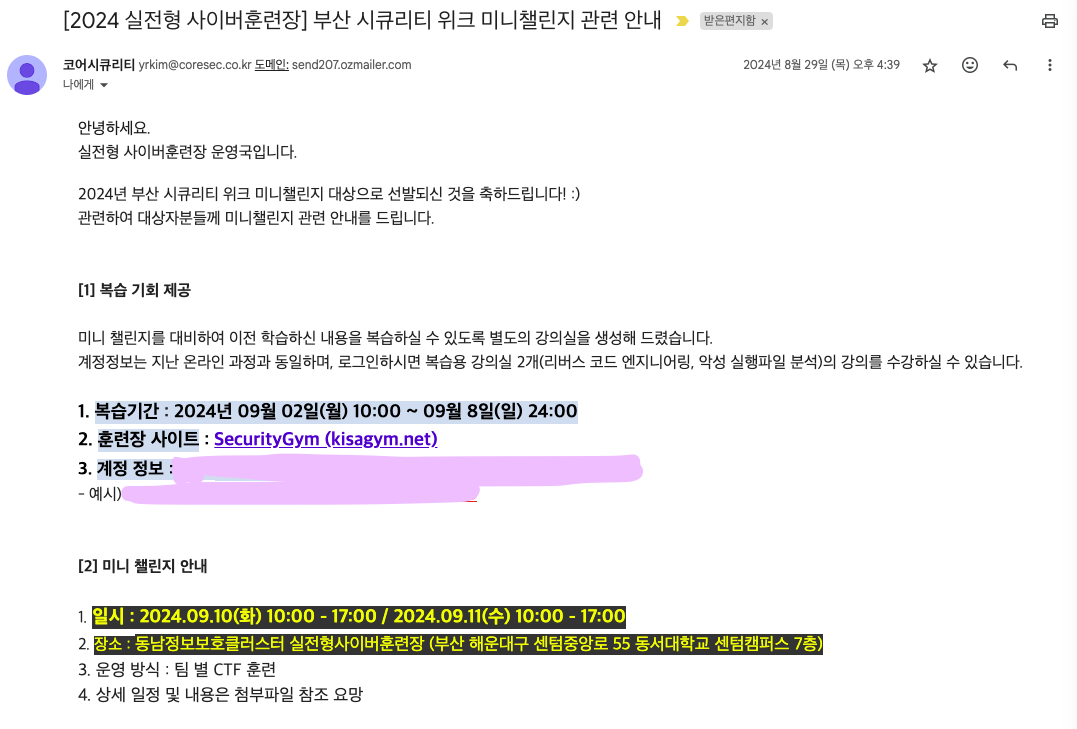 [2024 실전형 사이버훈련장] 부산 시큐리티 위크 미니챌린지 관련 안내 받은편지함 ×
코어시큐리티 yrkim@coresec.co.kr 도메인: send207.ozmailer.com 2024년 8월 29일 (목) 오후 4:39
나에게
안녕하세요.
실전형 사이버훈련장 운영국입니다.
2024년 부산 시큐리티 위크 미니챌린지 대상으로 선발되신 것을 축하드립니다! :)
관련하여 대상자분들께 미니챌린지 관련 안내를 드립니다.
[1] 복습 기회 제공
미니 챌린지를 대비하여 이전 학습하신 내용을 복습하실 수 있도록 별도의 강의실을 생성해 드렸습니다.
계정정보는 지난 온라인 과정과 동일하며, 로그인하시면 복습용 강의실 2개(리버스 코드 엔지니어링, 악성 실행파일 분석)의 강의를 수강하실 수 있습니다.
1. 복습기간 : 2024년 09월 02일(월) 10:00 ~ 09월 8일(일) 24:00
2. 훈련장 사이트 : SecurityGym (kisagym.net)
3. 계정 정보 :
- 예시)
[2] 미니 챌린지 안내
1. 일시 : 2024.09.10(화) 10:00 - 17:00 / 2024.09.11(수) 10:00 - 17:00
2. 장소 : 동남정보보호클러스터 실전형사이버훈련장 (부산 해운대구 센텀중앙로 55 동서대학교 센텀캠퍼스 7층)
3. 운영 방식 : 팀 별 CTF 훈련
4. 상세 일정 및 내용은 첨부파일 참조 요망